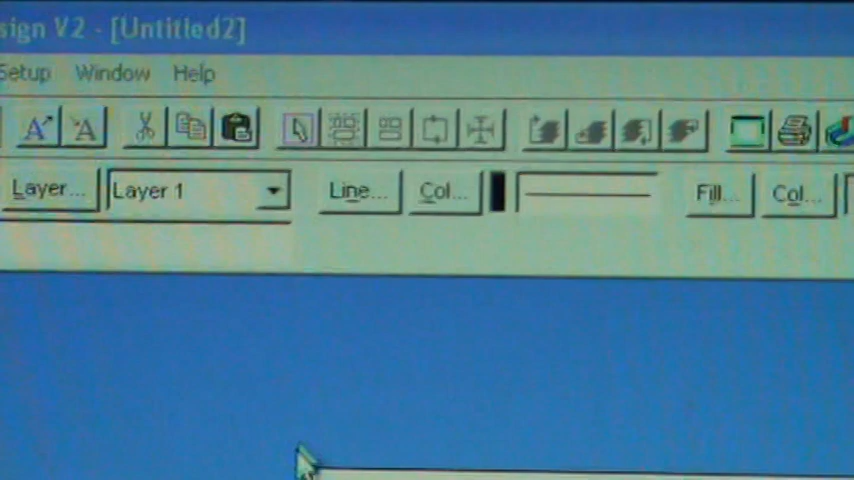 sign V2 - [Untitled2]
Setup Window Help
A A
Layer... Layer 1 Line... Col... Fill... Col...